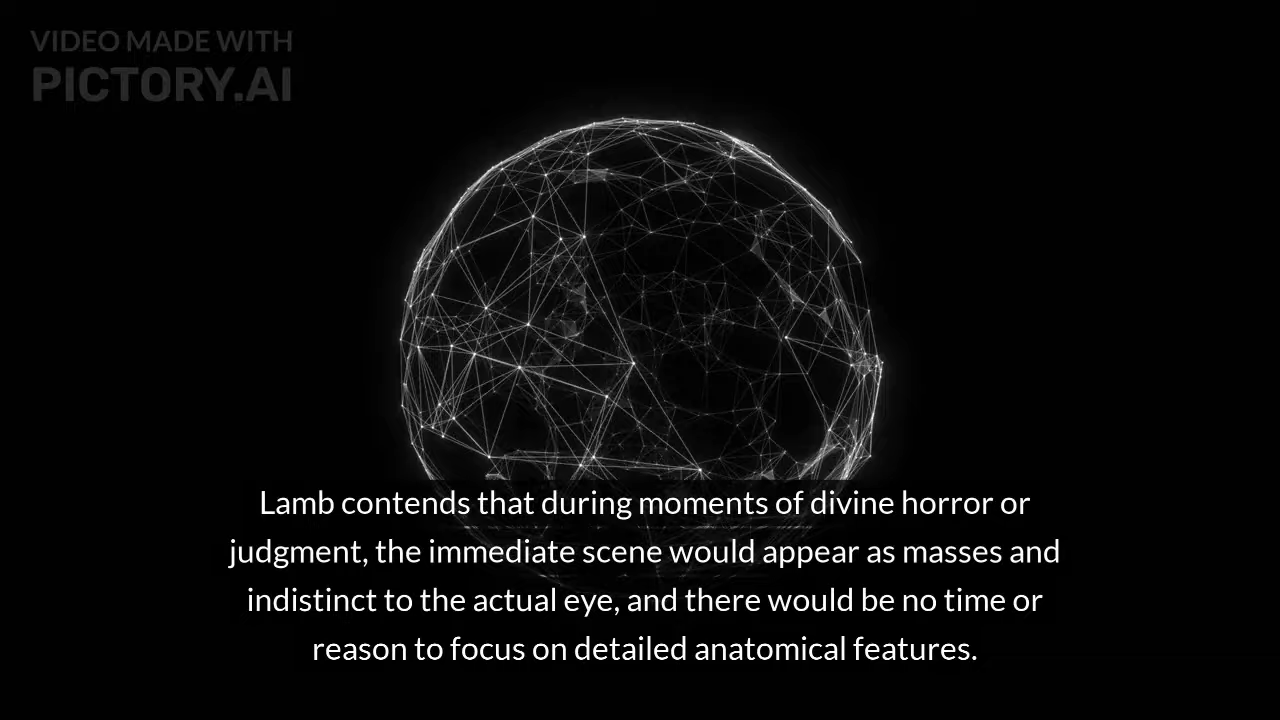 VIDEO MADE WITH
PICTORY.AI
Lamb contends that during moments of divine horror or
judgment, the immediate scene would appear as masses and
indistinct to the actual eye, and there would be no time or
reason to focus on detailed anatomical features.